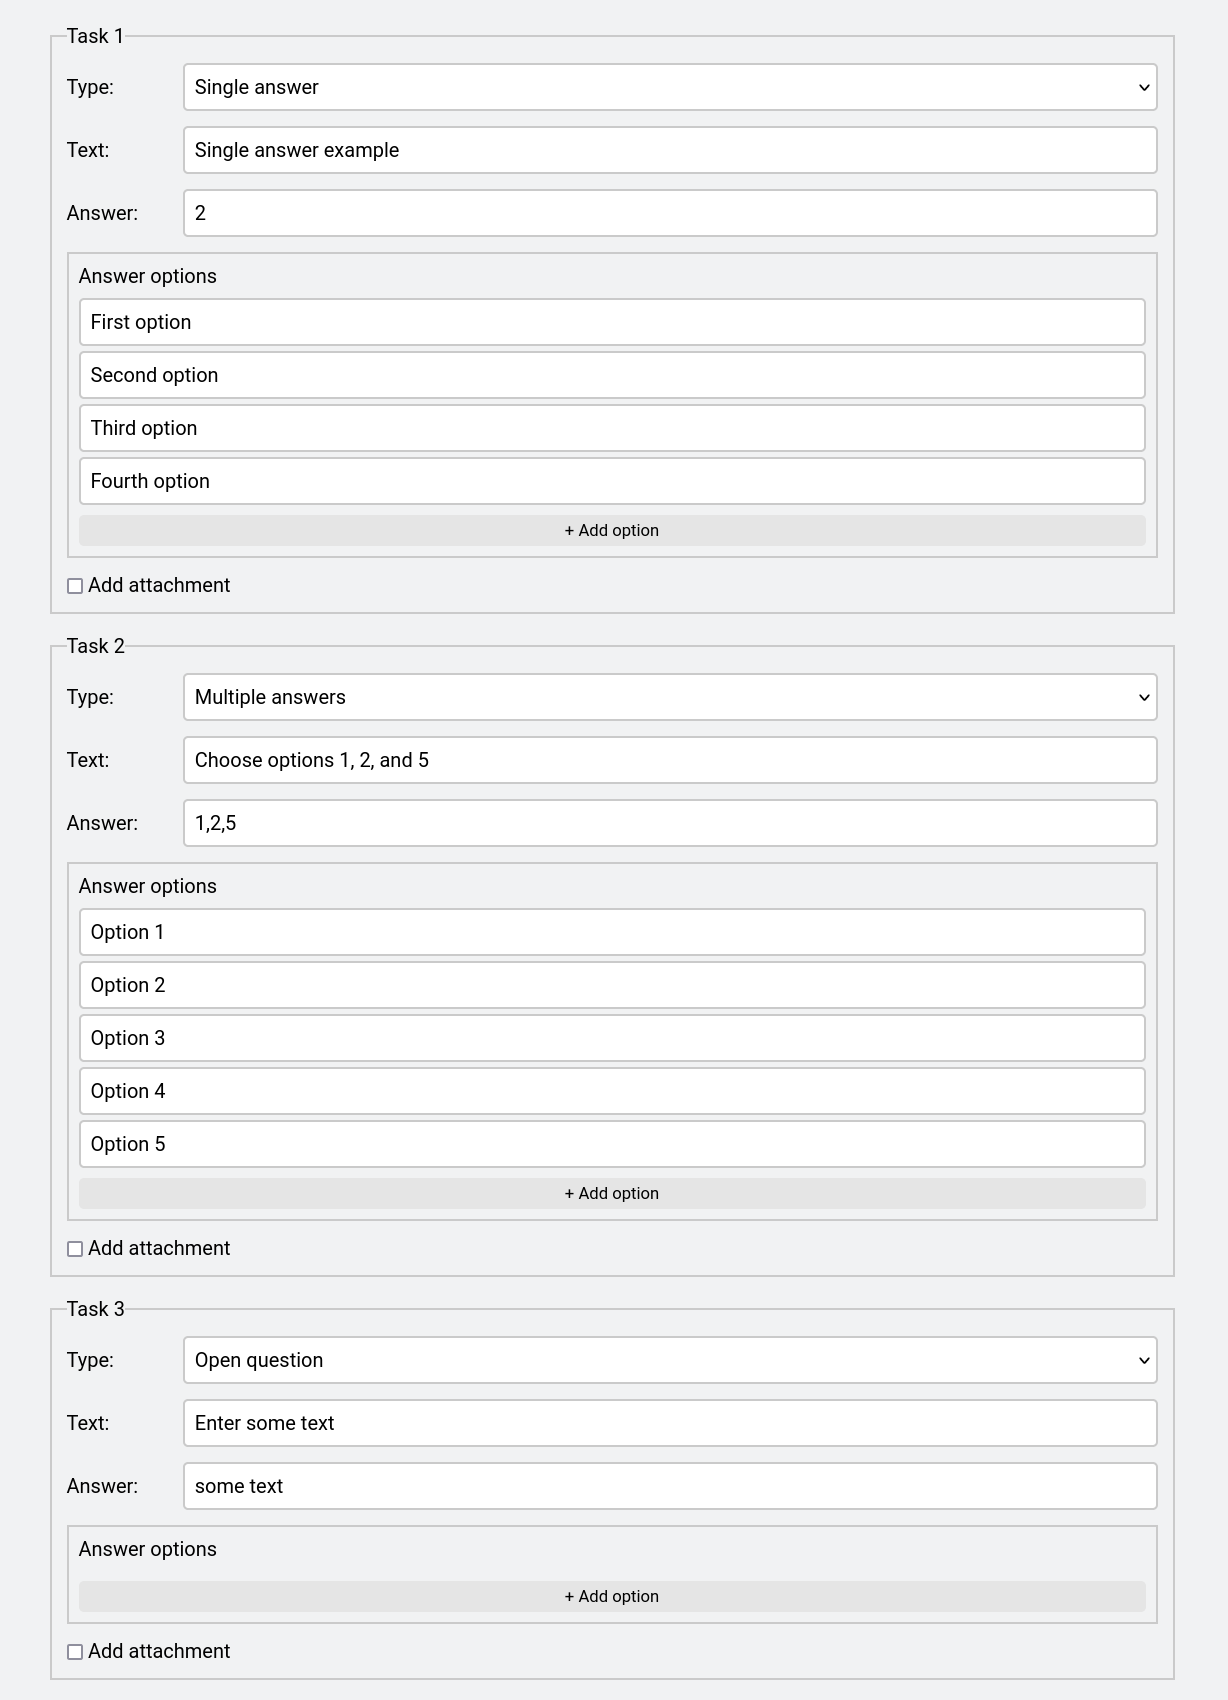 Task 1
Type: Single answer
Text: Single answer example
Answer: 2
Answer options
First option
Second option
Third option
Fourth option
+ Add option
Add attachment
Task 2
Type: Multiple answers
Text: Choose options 1, 2, and 5
Answer: 1,2,5
Answer options
Option 1
Option 2
Option 3
Option 4
Option 5
+ Add option
Add attachment
Task 3
Type: Open question
Text: Enter some text
Answer: some text
Answer options
+ Add option
Add attachment